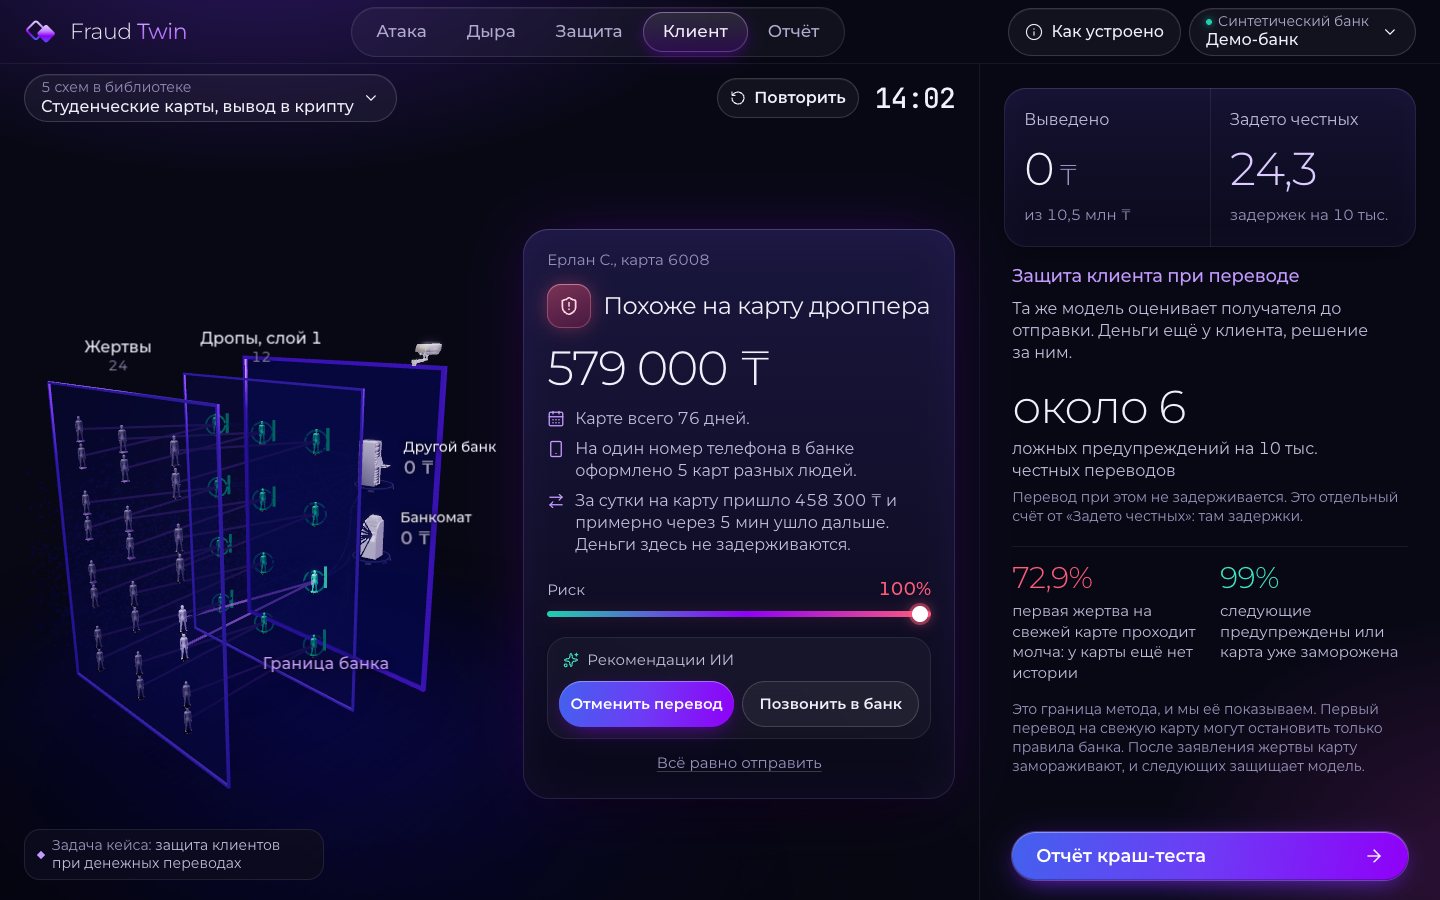 Fraud Twin
Атака
Дыра
Защита
Клиент
Отчёт
Как устроено
Синтетический банк
Демо-банк
5 схем в библиотеке
Студенческие карты, вывод в крипту
Повторить
14:02
Жертвы
24
Дропы, слой 1
12
Другой банк
0 ₸
Банкомат
0 ₸
Граница банка
Задача кейса: защита клиентов
при денежных переводах
Ерлан С., карта 6008
Похоже на карту дроппера
579 000 ₸
Карте всего 76 дней.
На один номер телефона в банке
оформлено 5 карт разных людей.
За сутки на карту пришло 458 300 ₸ и
примерно через 5 мин ушло дальше.
Деньги здесь не задерживаются.
Риск
100%
Рекомендации ИИ
Отменить перевод
Позвонить в банк
Всё равно отправить
Выведено
0 ₸
из 10,5 млн ₸
Задето честных
24,3
задержек на 10 тыс.
Защита клиента при переводе
Та же модель оценивает получателя до
отправки. Деньги ещё у клиента, решение
за ним.
около 6
ложных предупреждений на 10 тыс.
честных переводов
Перевод при этом не задерживается. Это отдельный
счёт от «Задето честных»: там задержки.
72,9%
первая жертва на
свежей карте проходит
молча: у карты ещё нет
истории
99%
следующие
предупреждены или
карта уже заморожена
Это граница метода, и мы её показываем. Первый
перевод на свежую карту могут остановить только
правила банка. После заявления жертвы карту
замораживают, и следующих защищает модель.
Отчёт краш-теста